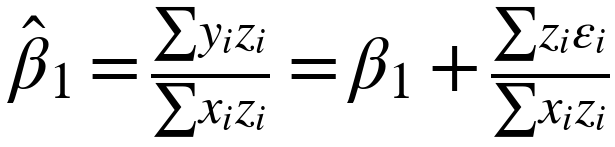 β̂₁ = ∑yᵢzᵢ / ∑xᵢzᵢ = β₁ + ∑zᵢεᵢ / ∑xᵢzᵢ